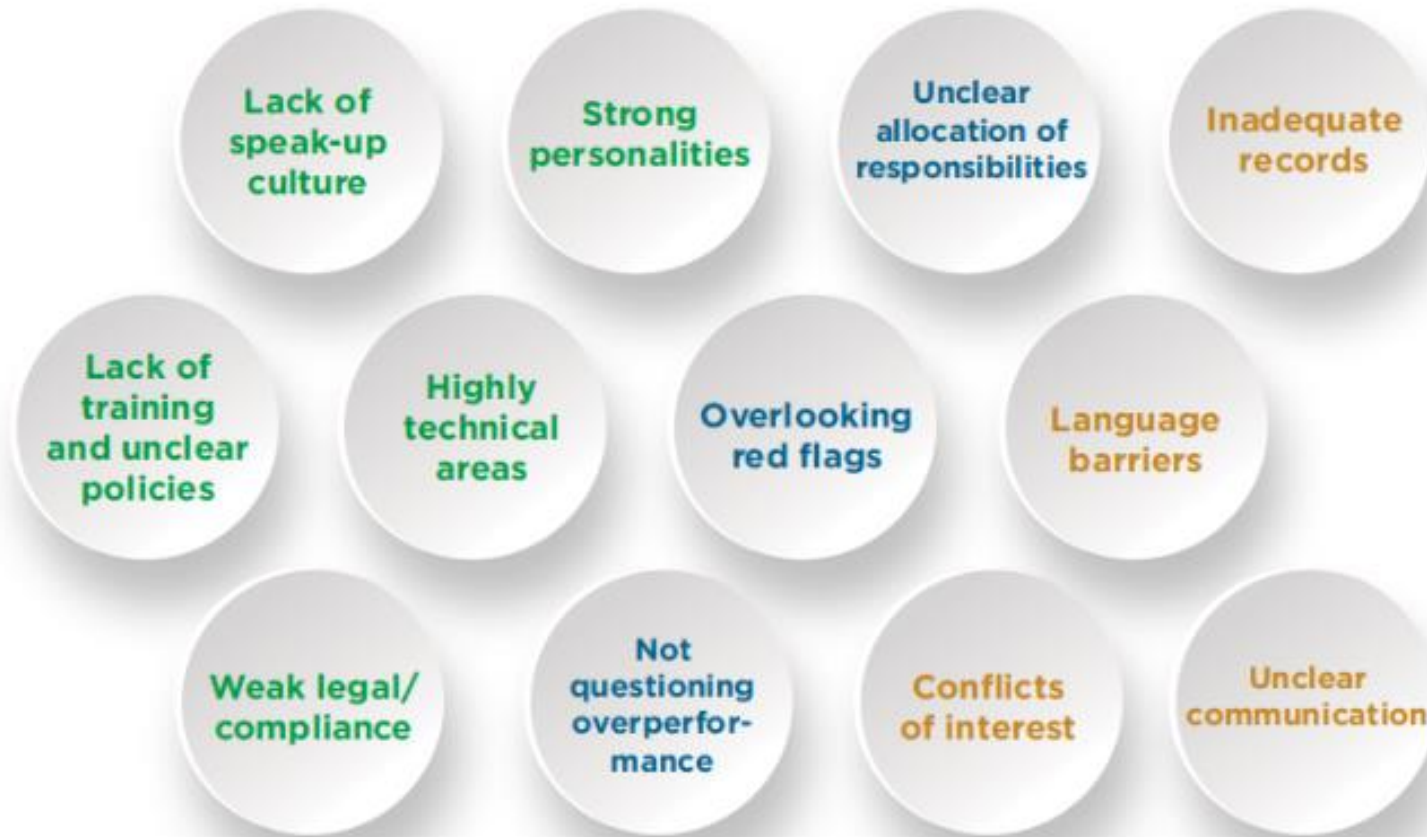 Lack of
speak-up
culture
Strong
personalities
Unclear
allocation of
responsibilities
Inadequate
records
Lack of
training
and unclear
policies
Highly
technical
areas
Overlooking
red flags
Language
barriers
Weak legal/
compliance
Not
questioning
overperfor-
mance
Conflicts
of interest
Unclear
communication